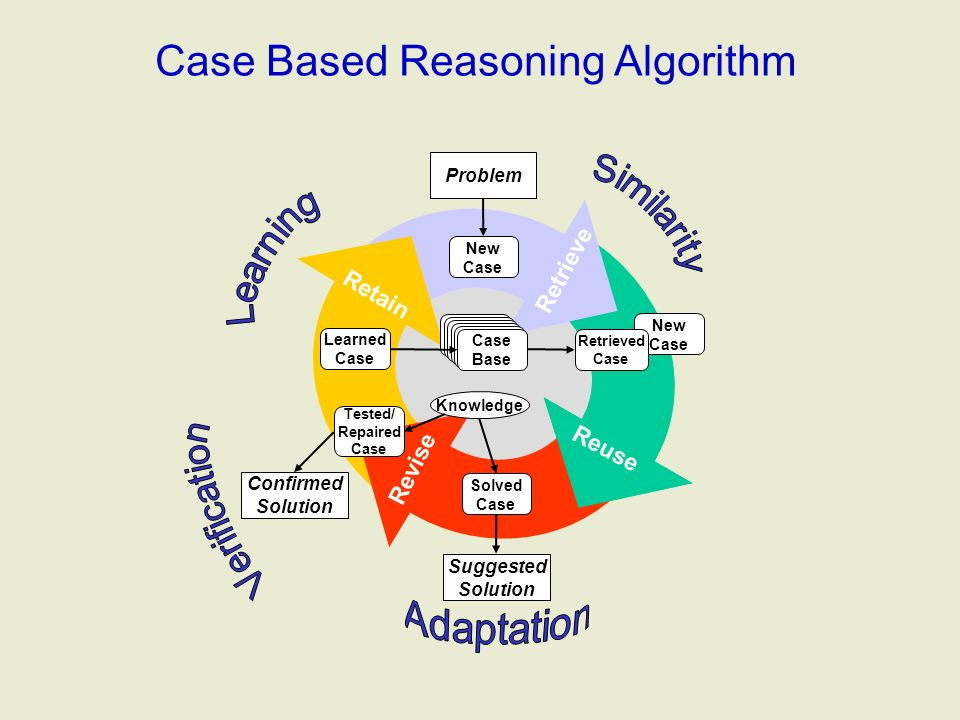 Case Based Reasoning Algorithm
Problem
Similarity
Learning
New
Case
Retrieve
Retain
New
Case
Learned
Case
Case
Base
Retrieved
Case
Knowledge
Tested/
Repaired
Case
Reuse
Revise
Verification
Confirmed
Solution
Solved
Case
Suggested
Solution
Adaptation